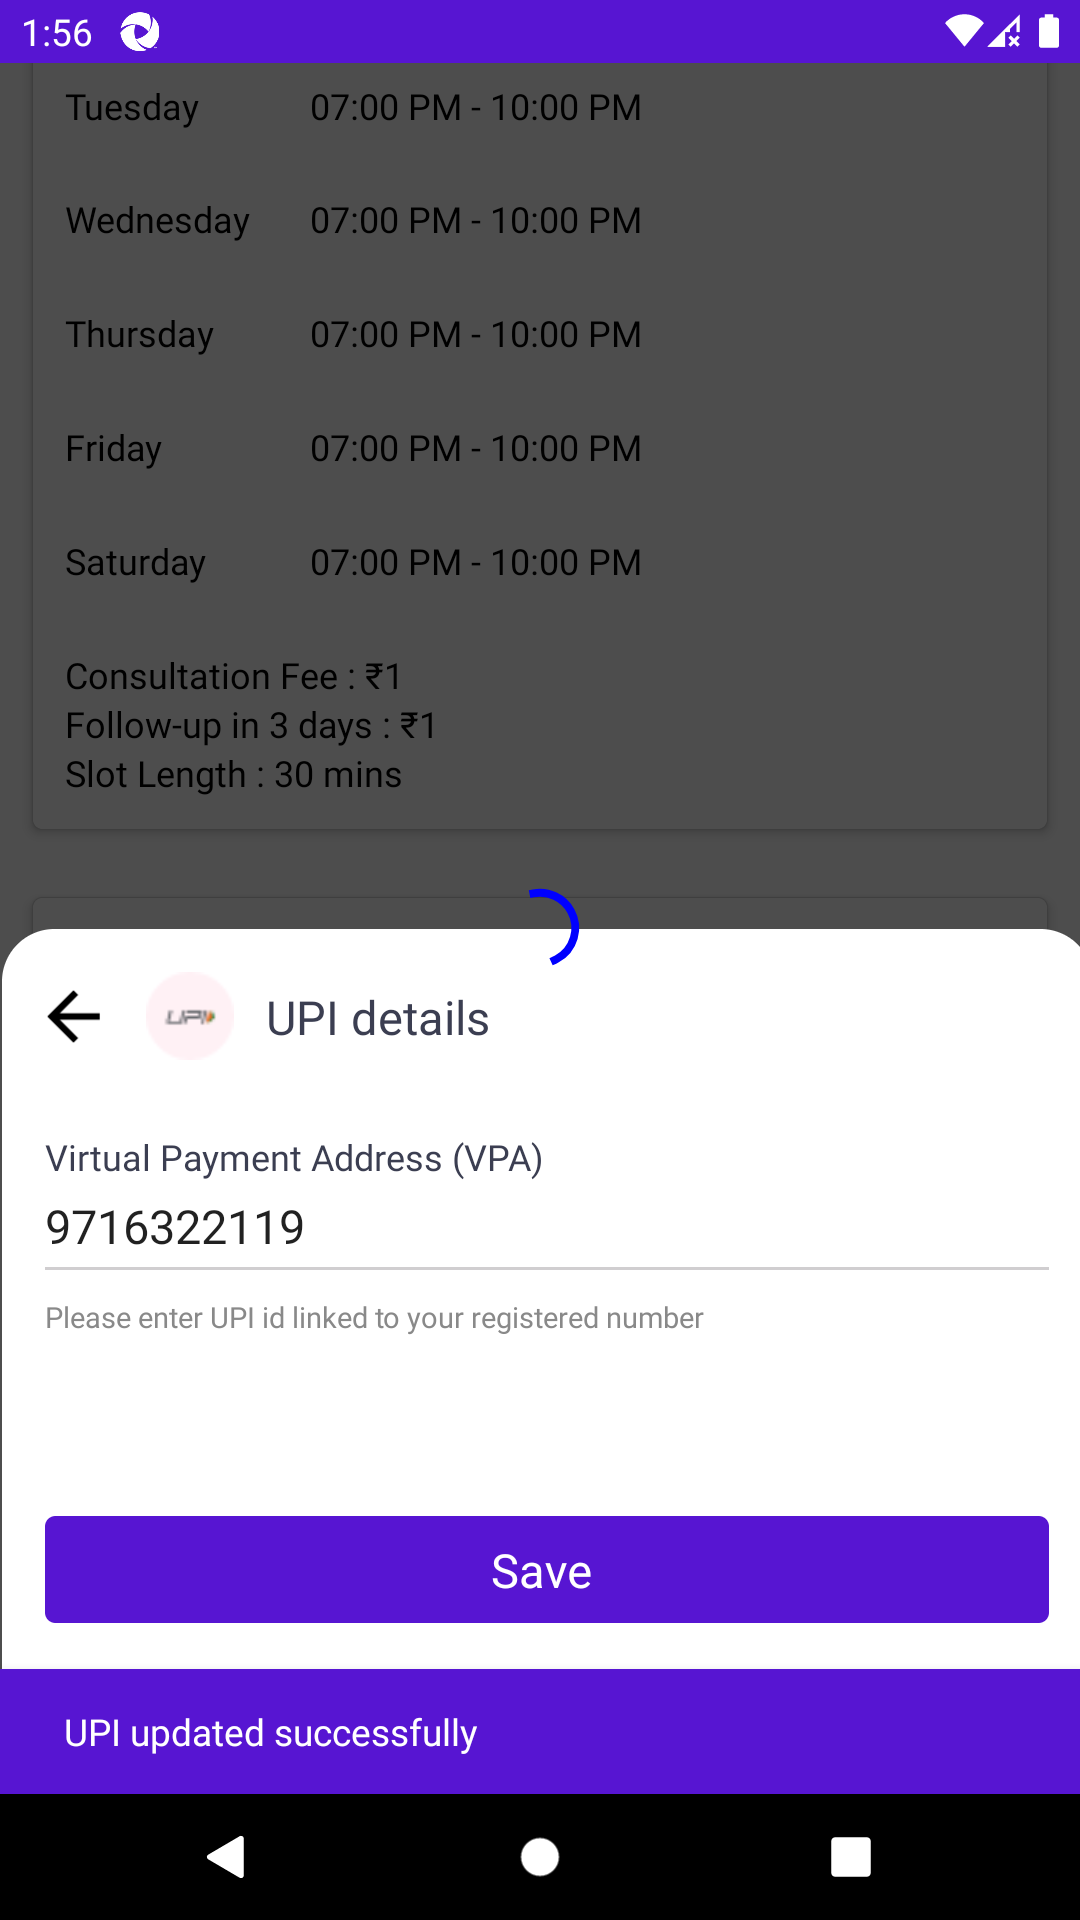 1:56
Tuesday 07:00 PM - 10:00 PM
Wednesday 07:00 PM - 10:00 PM
Thursday 07:00 PM - 10:00 PM
Friday 07:00 PM - 10:00 PM
Saturday 07:00 PM - 10:00 PM
Consultation Fee : ₹1
Follow-up in 3 days : ₹1
Slot Length : 30 mins
UPI UPI details
Virtual Payment Address (VPA)
9716322119
Please enter UPI id linked to your registered number
Save
UPI updated successfully